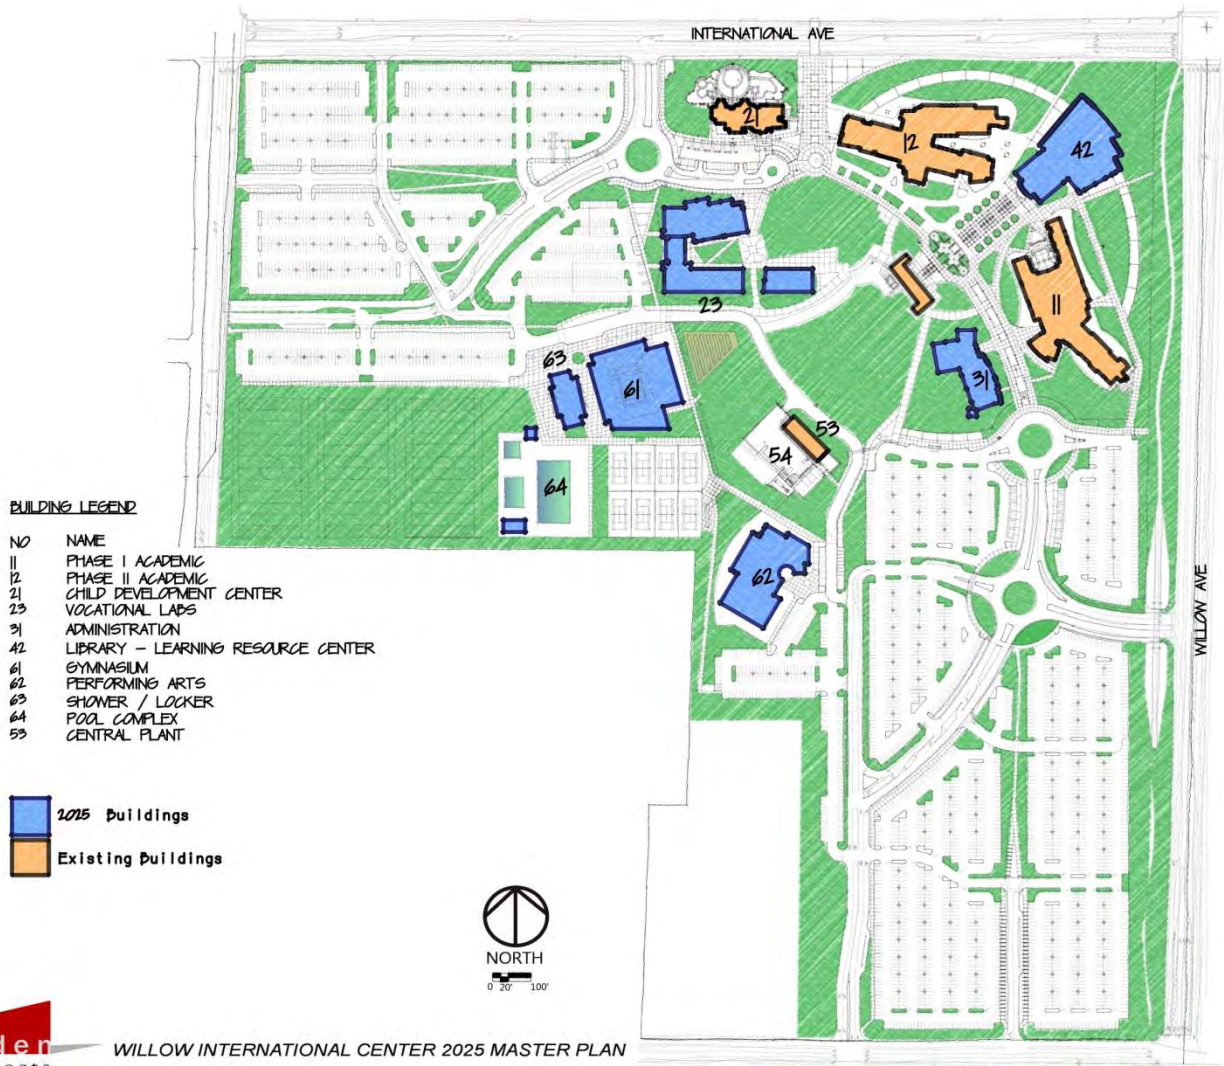 INTERNATIONAL AVE
21
12
42
23
11
63
61
31
53
54
64
62
WILLOW AVE
BUILDING LEGEND
NO NAME
11 PHASE I ACADEMIC
12 PHASE II ACADEMIC
21 CHILD DEVELOPMENT CENTER
23 VOCATIONAL LABS
31 ADMINISTRATION
42 LIBRARY - LEARNING RESOURCE CENTER
61 GYMNASIUM
62 PERFORMING ARTS
63 SHOWER / LOCKER
64 POOL COMPLEX
53 CENTRAL PLANT
2025 Buildings
Existing Buildings
NORTH
0 20' 100'
den
WILLOW INTERNATIONAL CENTER 2025 MASTER PLAN